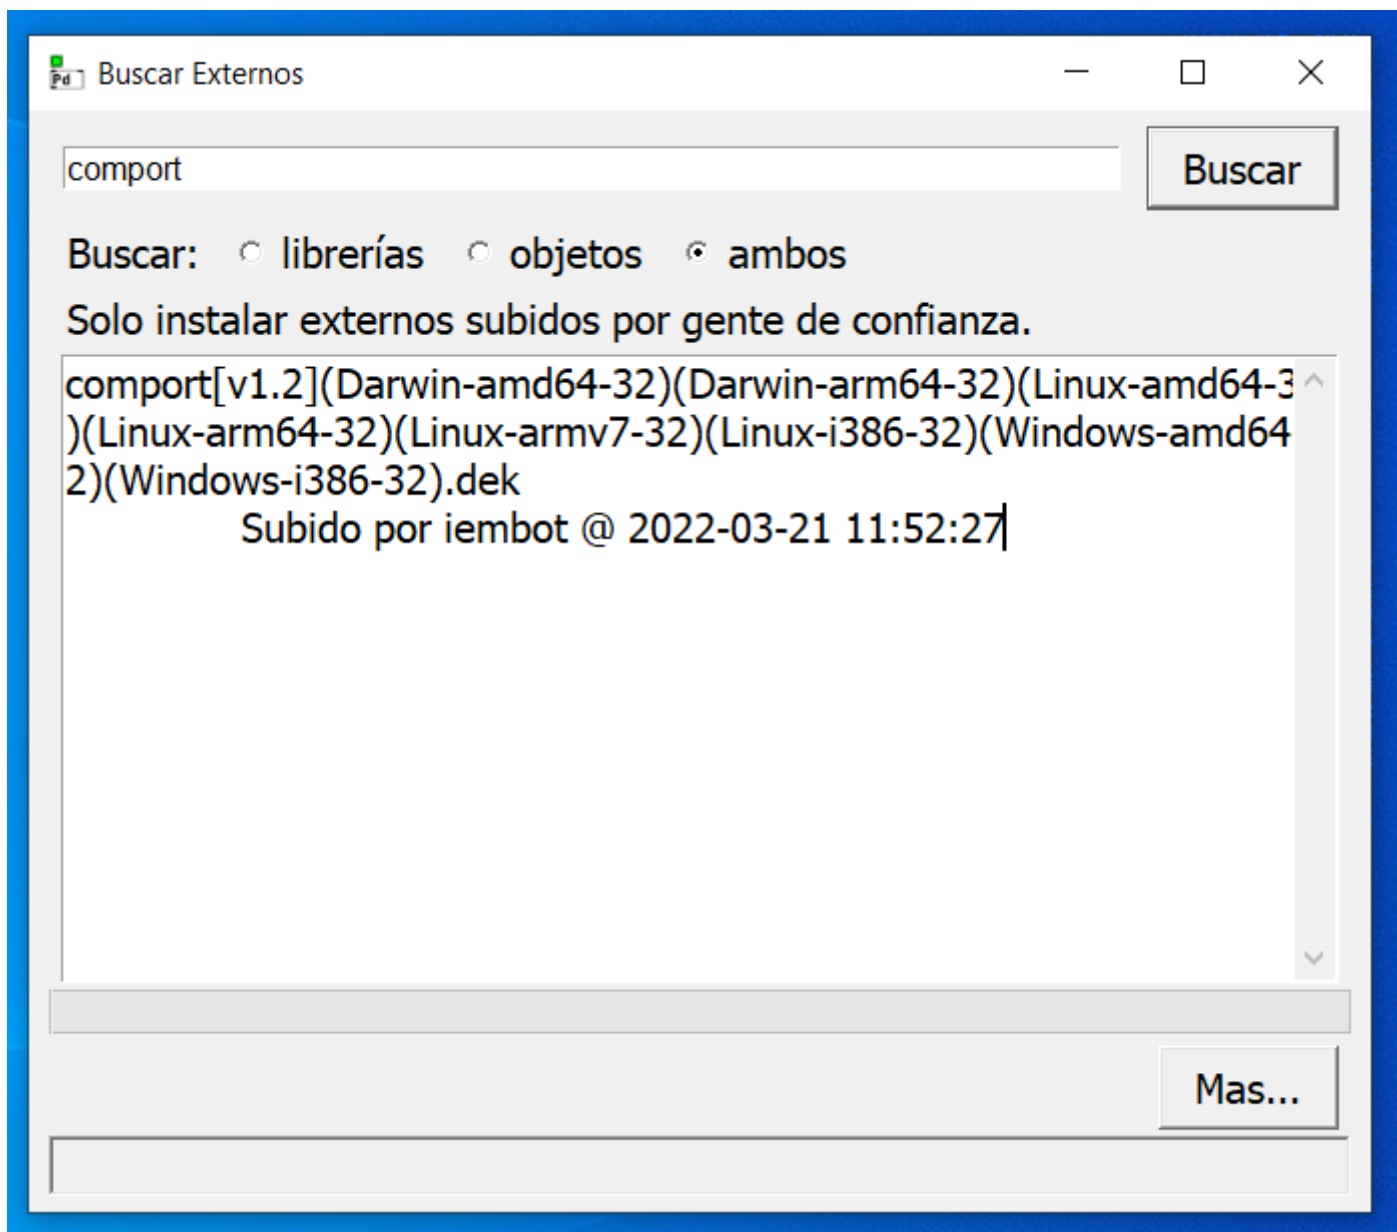 Pd Buscar Externos
comport
Buscar
Buscar: librerías objetos ambos
Solo instalar externos subidos por gente de confianza.
comport[v1.2](Darwin-amd64-32)(Darwin-arm64-32)(Linux-amd64-3
)(Linux-arm64-32)(Linux-armv7-32)(Linux-i386-32)(Windows-amd64
2)(Windows-i386-32).dek
Subido por iembot @ 2022-03-21 11:52:27
Mas...